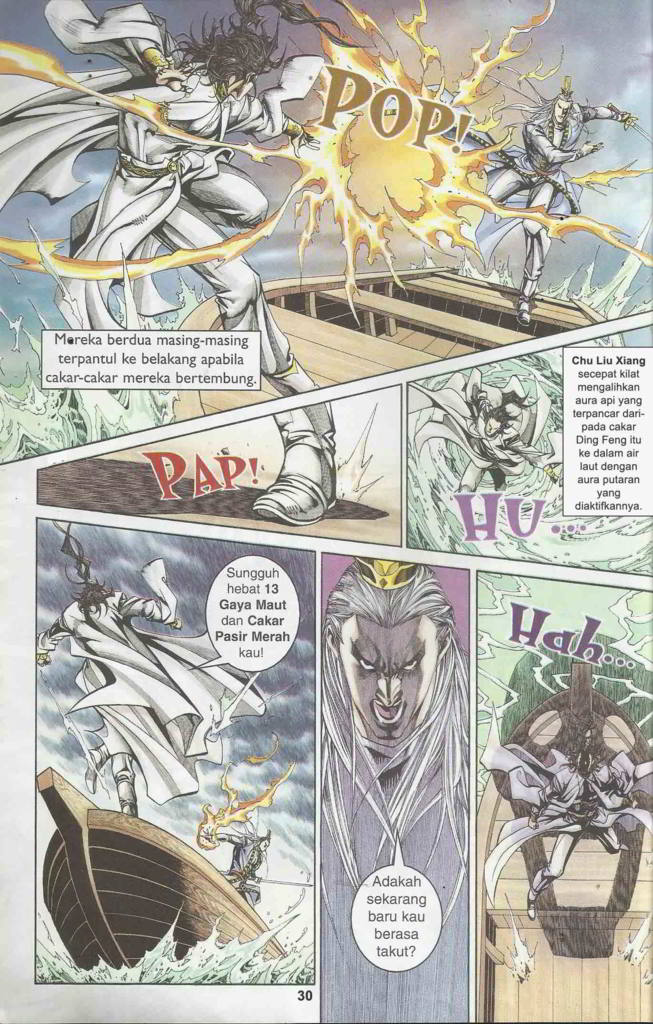 POP!
Mereka berdua masing-masing
terpantul ke belakang apabila
cakar-cakar mereka bertembung.
Chu Liu Xiang
secepat kilat
mengalihkan
aura api yang
terpancar dari-
pada cakar
Ding Feng itu
ke dalam air
laut dengan
aura putaran
yang
diaktifkannya.
PAP!
HU...
Sungguh
hebat 13
Gaya Maut
dan Cakar
Pasir Merah
kau!
Adakah
sekarang
baru kau
berasa
takut?
Hah...
30